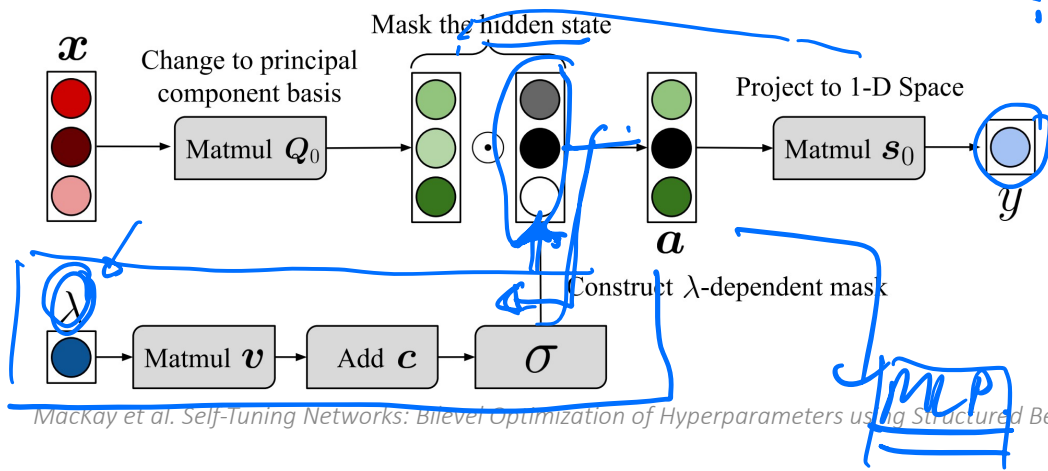 Mask the hidden state
x
Change to principal
component basis
Project to 1-D Space
Matmul Q₀
⊙
Matmul s₀
a
y
λ
Construct λ-dependent mask
Matmul v
Add c
σ
MLP
MacKay et al. Self-Tuning Networks: Bilevel Optimization of Hyperparameters using Structured Be